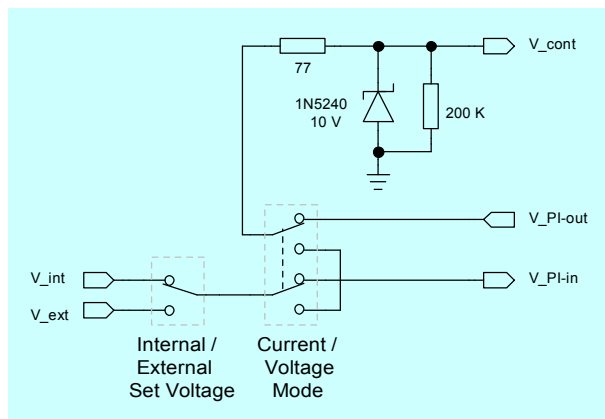 V_cont
77
1N5240
10 V
200 K
V_PI-out
V_int
V_PI-in
V_ext
Internal /
External
Set Voltage
Current /
Voltage
Mode